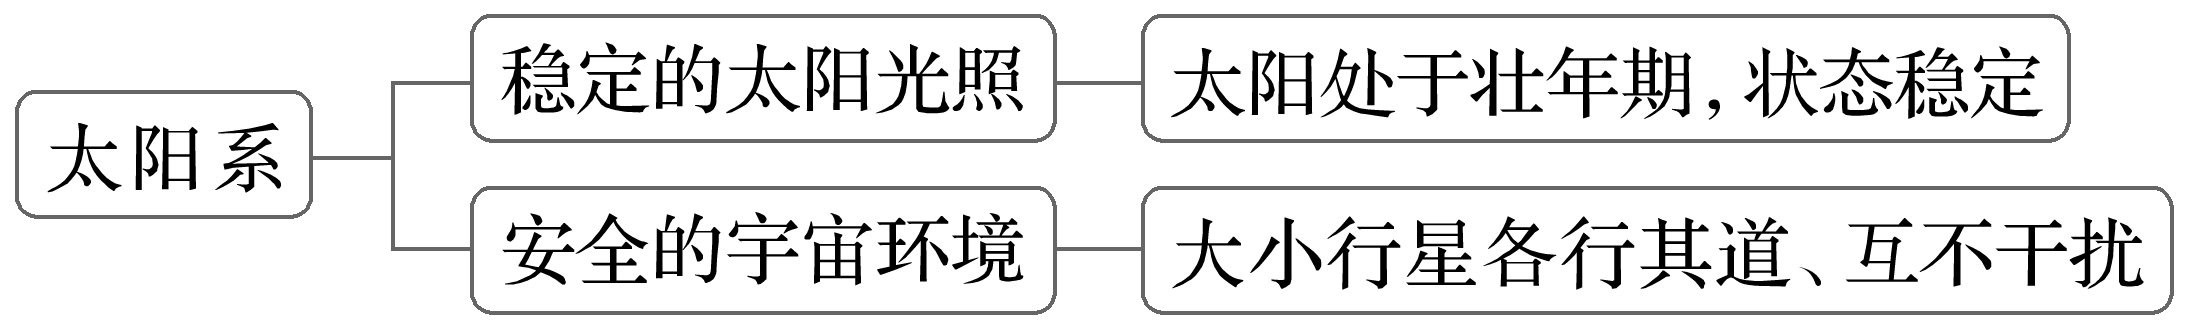 太阳系
稳定的太阳光照
太阳处于壮年期，状态稳定
安全的宇宙环境
大小行星各行其道、互不干扰